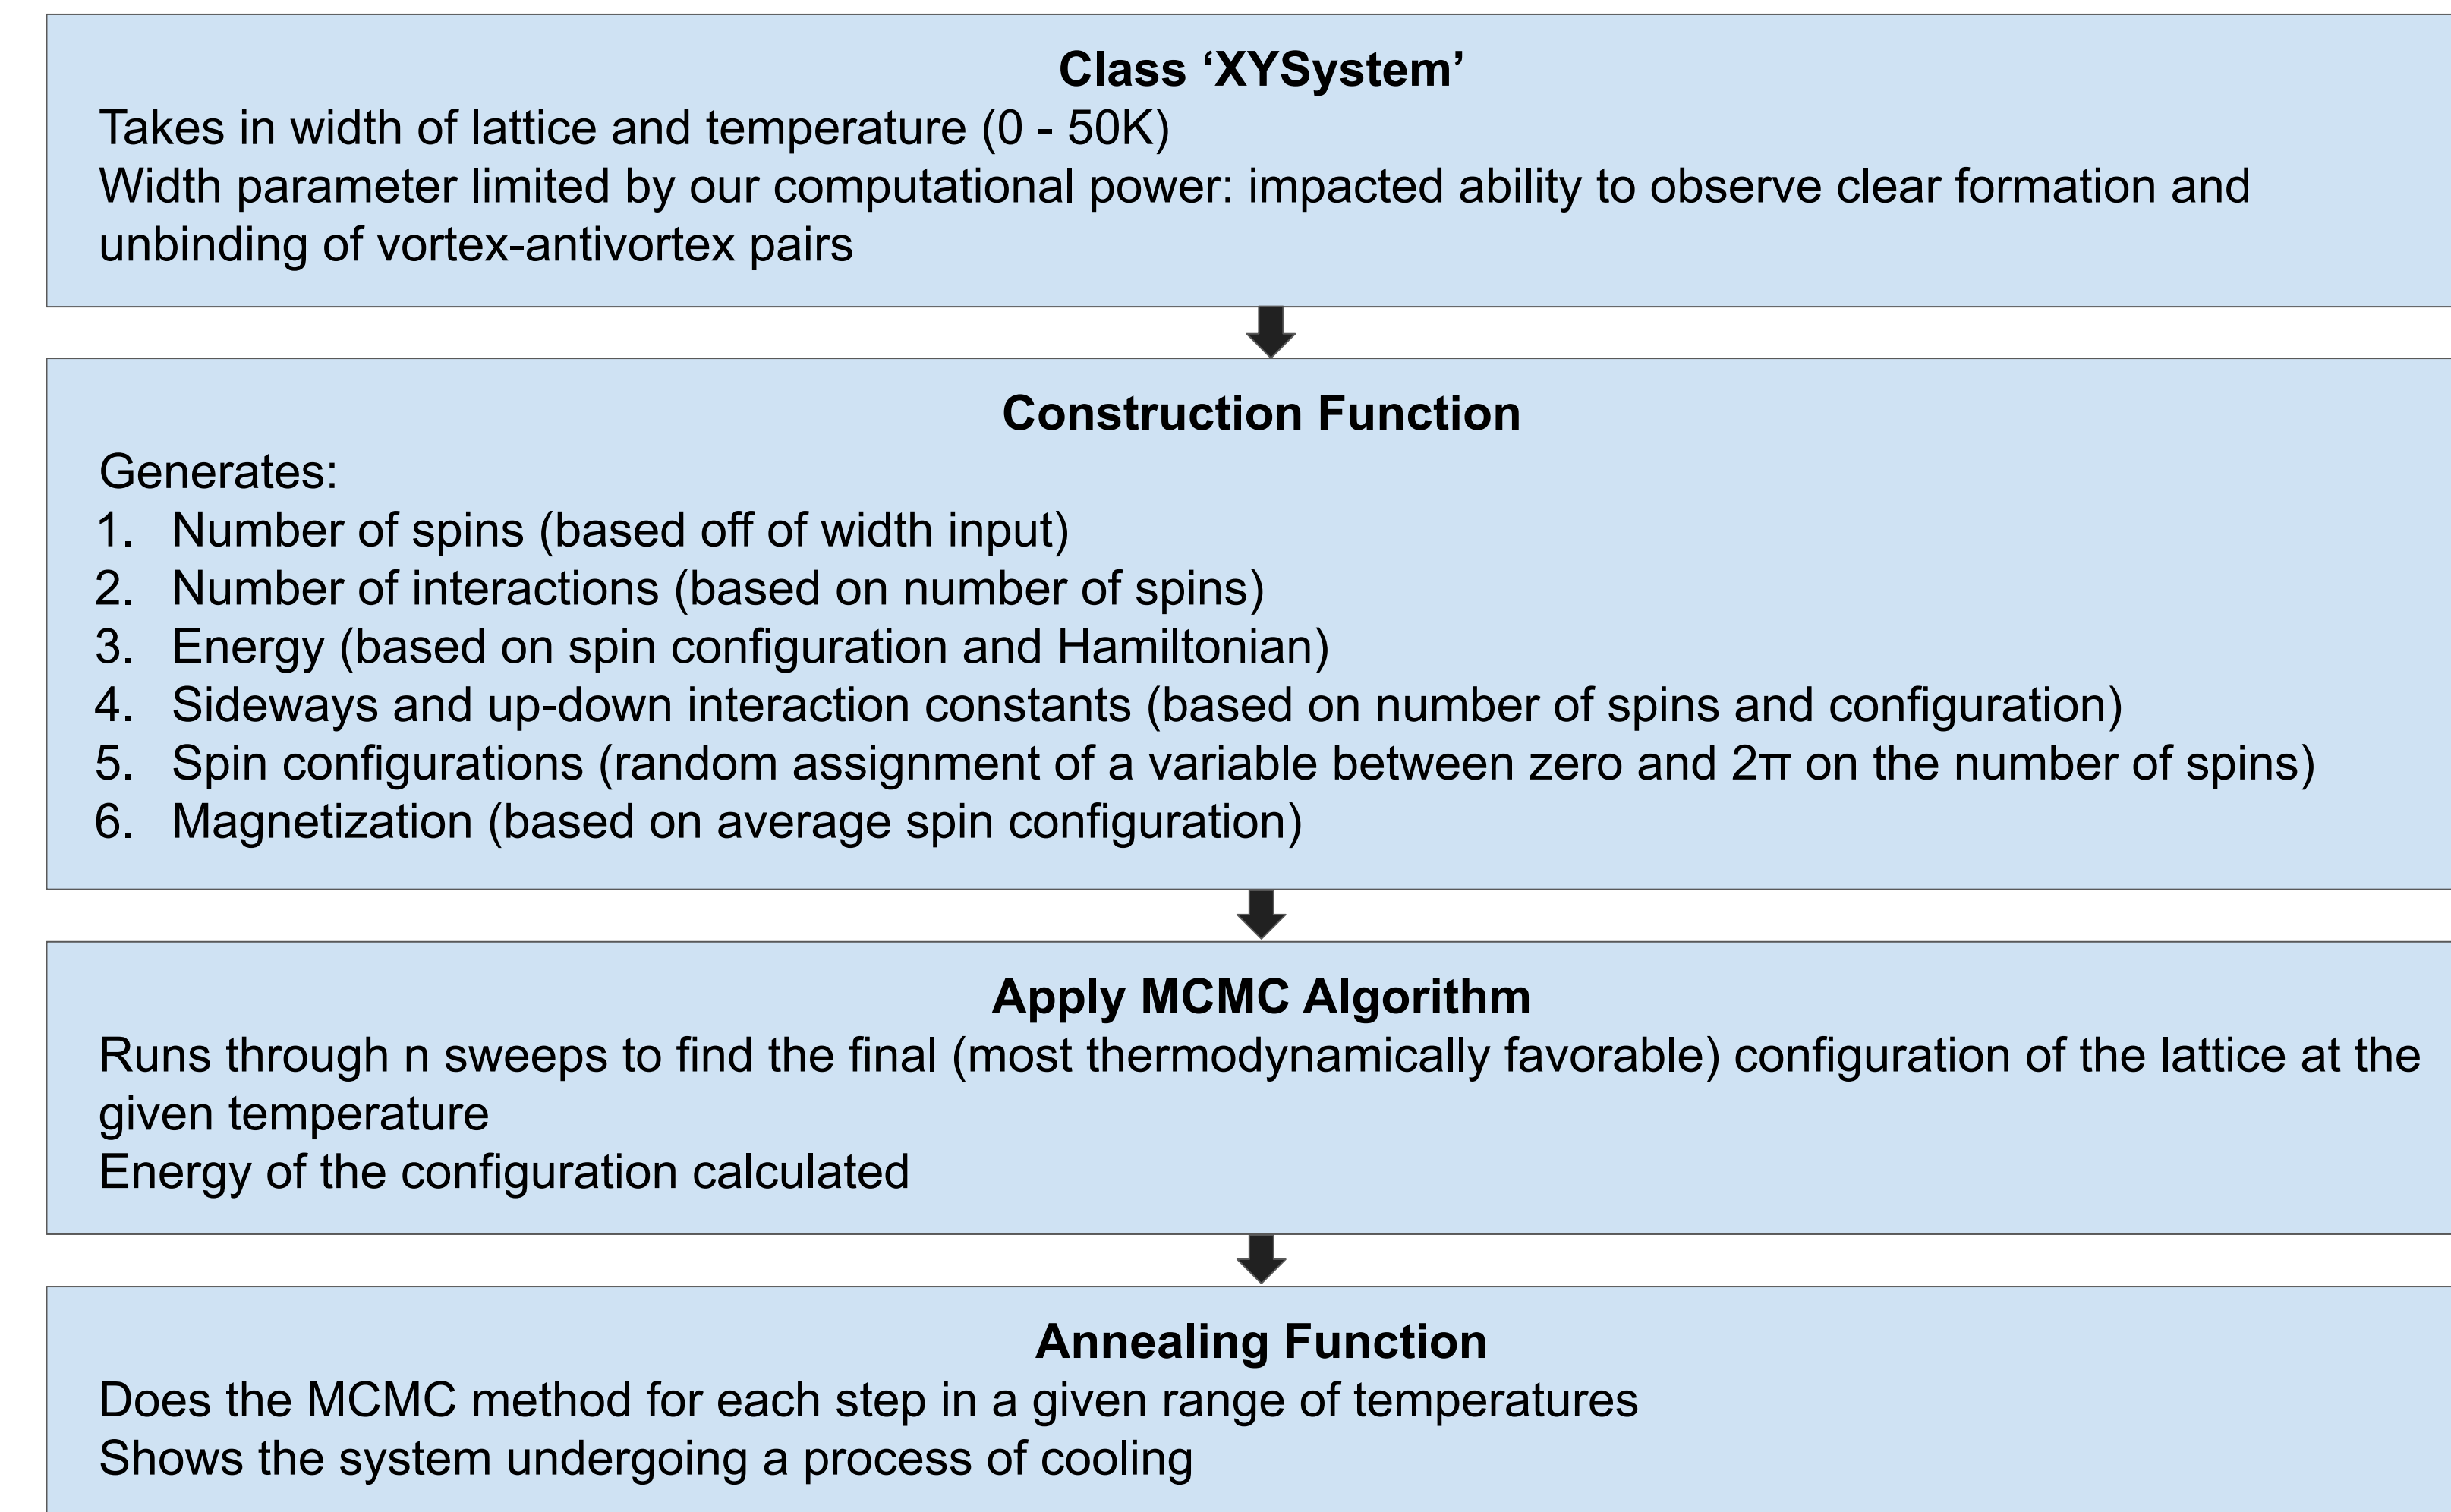 Class ‘XYSystem’
Takes in width of lattice and temperature (0 - 50K)
Width parameter limited by our computational power: impacted ability to observe clear formation and
unbinding of vortex-antivortex pairs
Construction Function
Generates:
1. Number of spins (based off of width input)
2. Number of interactions (based on number of spins)
3. Energy (based on spin configuration and Hamiltonian)
4. Sideways and up-down interaction constants (based on number of spins and configuration)
5. Spin configurations (random assignment of a variable between zero and 2π on the number of spins)
6. Magnetization (based on average spin configuration)
Apply MCMC Algorithm
Runs through n sweeps to find the final (most thermodynamically favorable) configuration of the lattice at the
given temperature
Energy of the configuration calculated
Annealing Function
Does the MCMC method for each step in a given range of temperatures
Shows the system undergoing a process of cooling